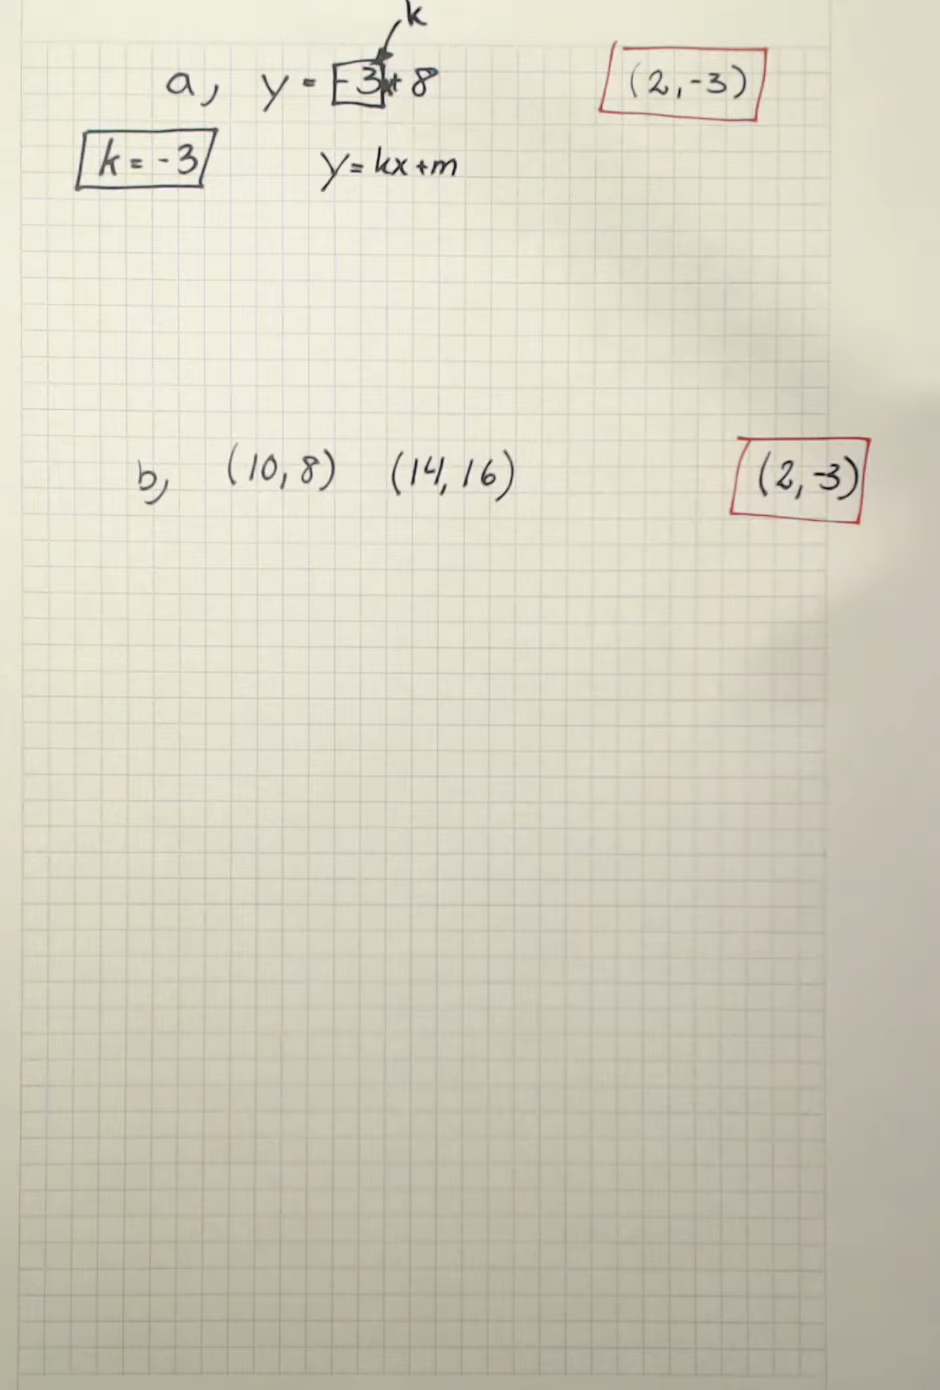 k
a, y = -3x+8 (2,-3)
k = -3 y = kx+m
b, (10,8) (14,16) (2,-3)